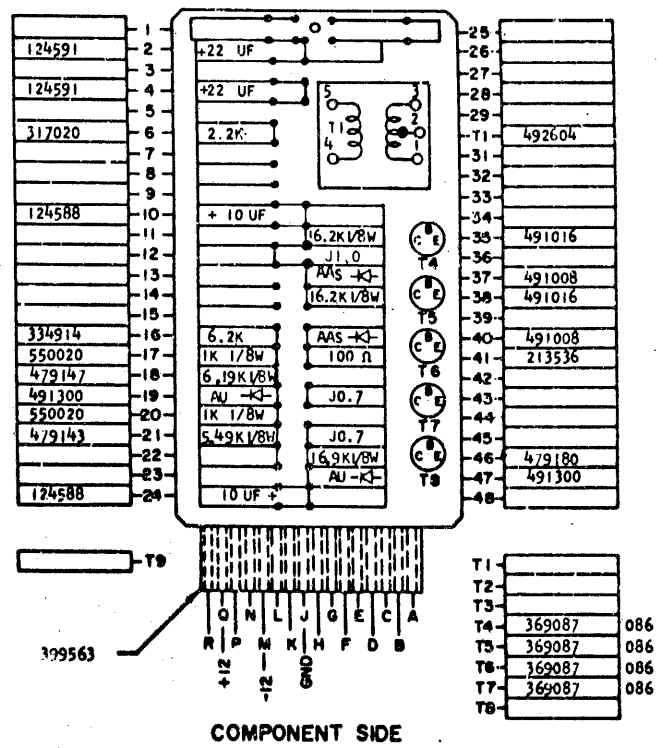 1
2 124591
3
4 124591
5
6 317020
7
8
9
10 124588
11
12
13
14
15
16 334914
17 550020
18 479147
19 491300
20 550020
21 479143
22
23
24 124588
T9
399563
+22 UF
+22 UF
2.2K
+ 10 UF
6.2K
1K 1/8W
6.19K 1/8W
AU
1K 1/8W
5.49K 1/8W
10 UF +
5 3
T1 2
4 1
16.2K 1/8W
J1.0
AAS
16.2K 1/8W
AAS
100 Ω
J0.7
J0.7
16.9K 1/8W
AU
C B E
T4
C B E
T5
C B E
T6
C B E
T7
C B E
25
26
27
28
29
T1 492604
31
32
33
34
35 491016
36
37 491008
38 491016
39
40 491008
41 213536
42
43
44
45
46 479180
47 491300
48
R Q P N M L K J H G F E D C B A
+12 -12 GND
T1
T2
T3
T4 369087 086
T5 369087 086
T6 369087 086
T7 369087 086
T8
COMPONENT SIDE